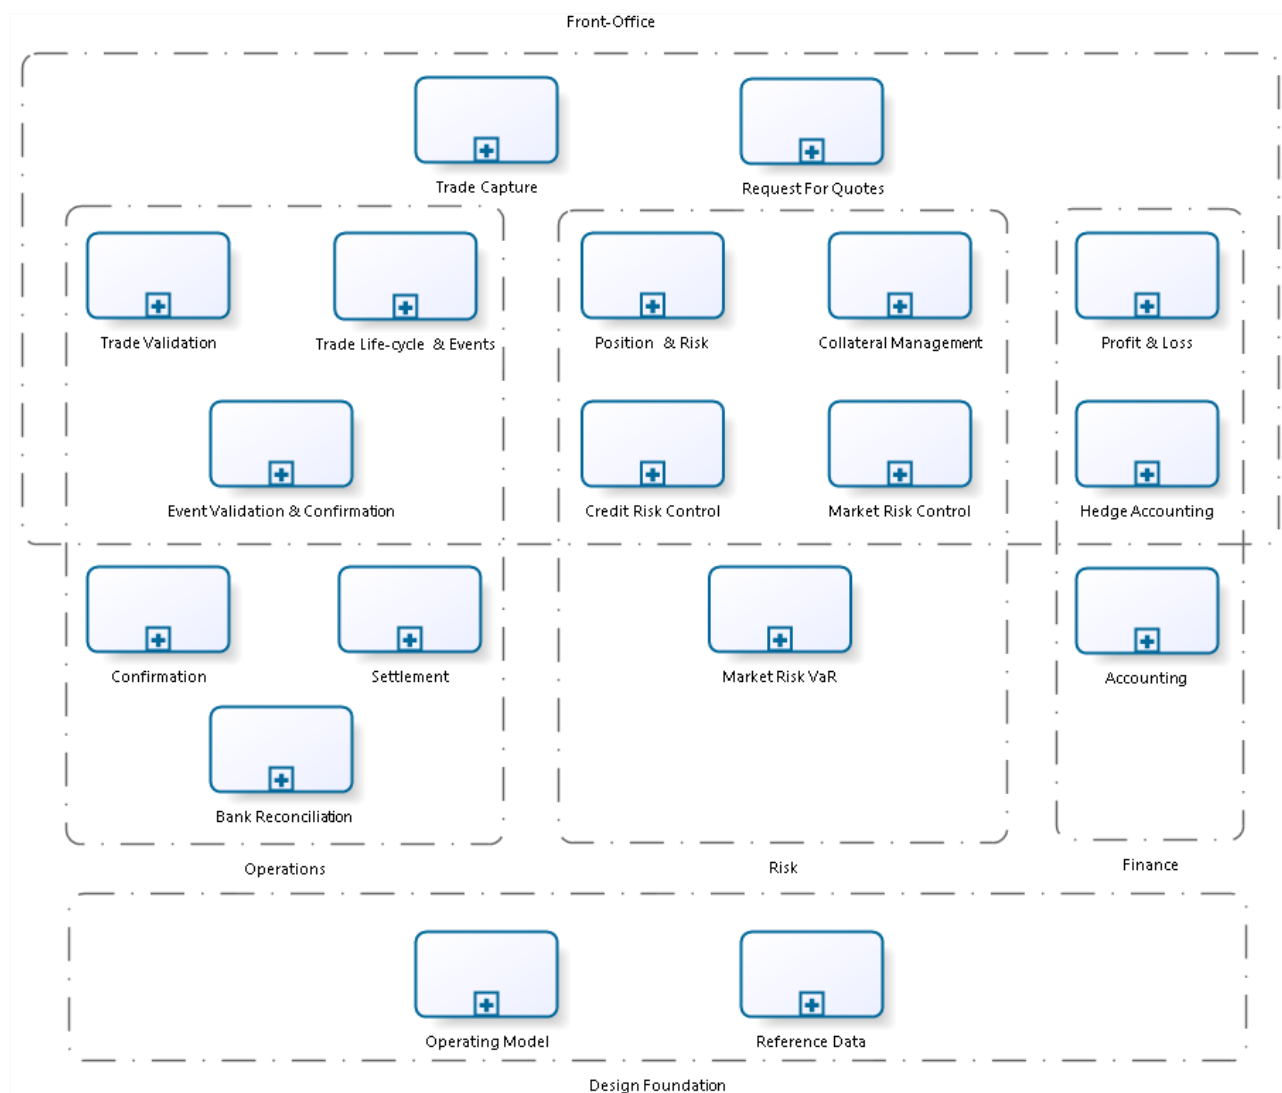 Front-Office
Trade Capture
Request For Quotes
Trade Validation
Trade Life-cycle & Events
Position & Risk
Collateral Management
Profit & Loss
Event Validation & Confirmation
Credit Risk Control
Market Risk Control
Hedge Accounting
Confirmation
Settlement
Market Risk VaR
Accounting
Bank Reconciliation
Operations
Risk
Finance
Operating Model
Reference Data
Design Foundation